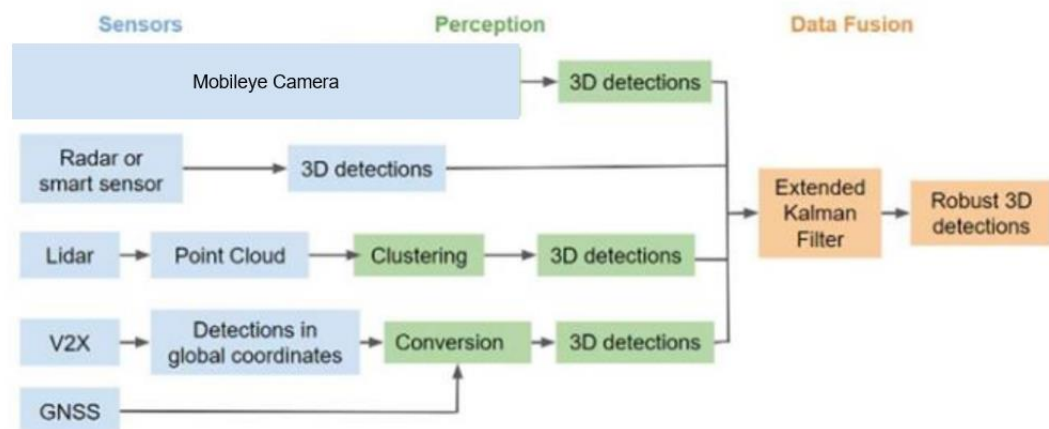 Sensors
Perception
Data Fusion
Mobileye Camera
3D detections
Radar or
smart sensor
3D detections
Extended
Kalman
Filter
Robust 3D
detections
Lidar
Point Cloud
Clustering
3D detections
V2X
Detections in
global coordinates
Conversion
3D detections
GNSS